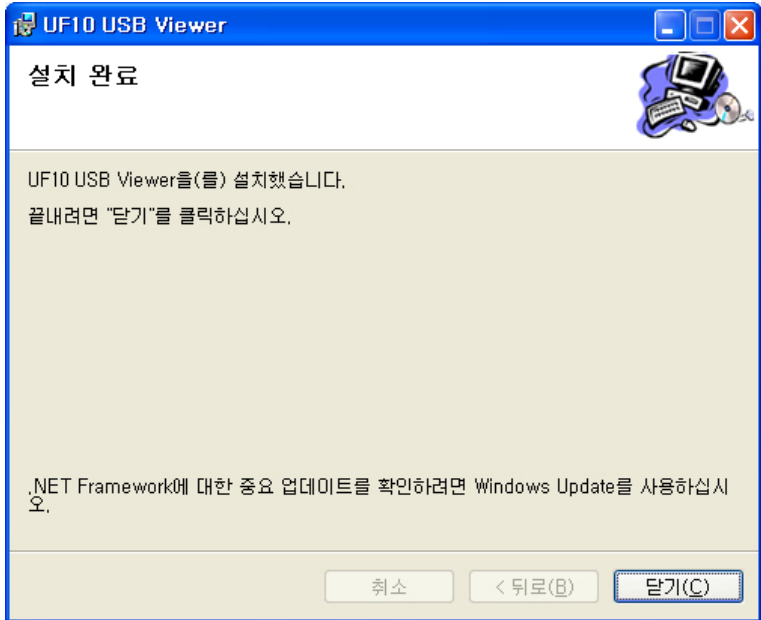 UF10 USB Viewer
설치 완료
UF10 USB Viewer을(를) 설치했습니다.
끝내려면 "닫기"를 클릭하십시오.
.NET Framework에 대한 중요 업데이트를 확인하려면 Windows Update를 사용하십시
오.
취소
< 뒤로(B)
닫기(C)